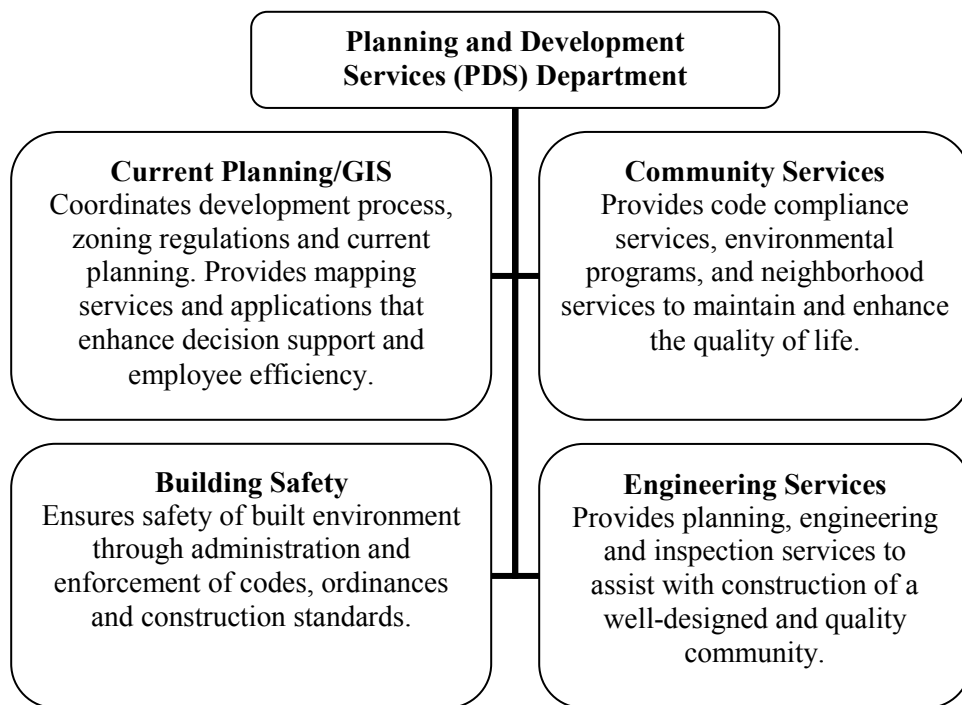 Planning and Development
Services (PDS) Department
Current Planning/GIS
Coordinates development process,
zoning regulations and current
planning. Provides mapping
services and applications that
enhance decision support and
employee efficiency.
Community Services
Provides code compliance
services, environmental
programs, and neighborhood
services to maintain and enhance
the quality of life.
Building Safety
Ensures safety of built environment
through administration and
enforcement of codes, ordinances
and construction standards.
Engineering Services
Provides planning, engineering
and inspection services to
assist with construction of a
well-designed and quality
community.